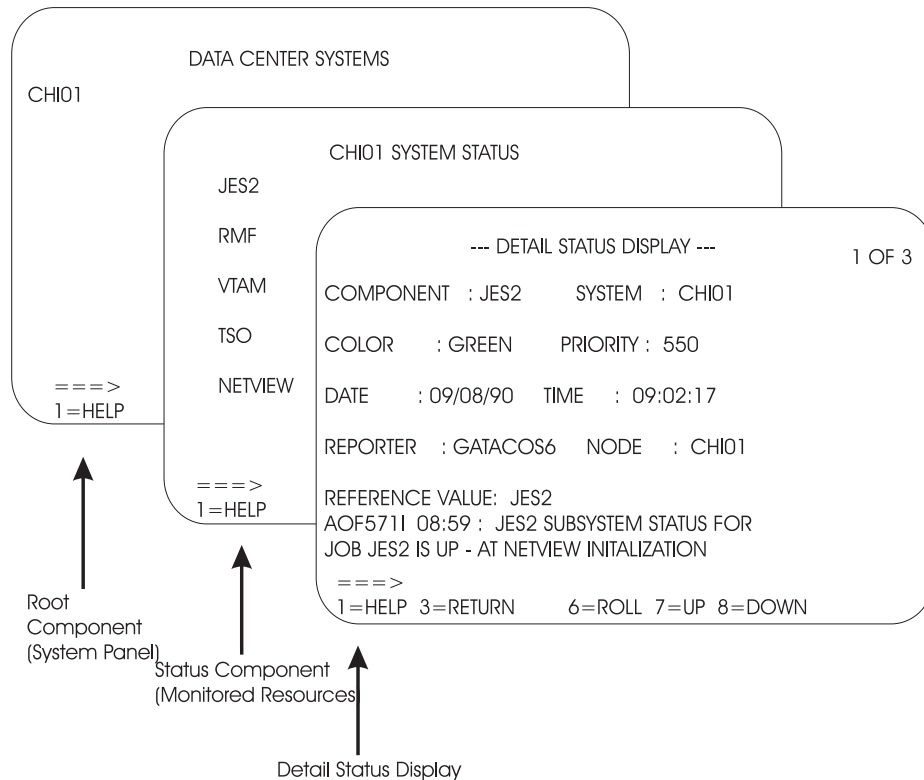 DATA CENTER SYSTEMS
CHI01
===>
1=HELP
CHI01 SYSTEM STATUS
JES2
RMF
VTAM
TSO
NETVIEW
===>
1=HELP
--- DETAIL STATUS DISPLAY ---
1 OF 3
COMPONENT : JES2 SYSTEM : CHI01
COLOR : GREEN PRIORITY : 550
DATE : 09/08/90 TIME : 09:02:17
REPORTER : GATACOS6 NODE : CHI01
REFERENCE VALUE: JES2
AOF571I 08:59 : JES2 SUBSYSTEM STATUS FOR
JOB JES2 IS UP - AT NETVIEW INITALIZATION
===>
1=HELP 3=RETURN 6=ROLL 7=UP 8=DOWN
Root
Component
(System Panel)
Status Component
(Monitored Resources)
Detail Status Display